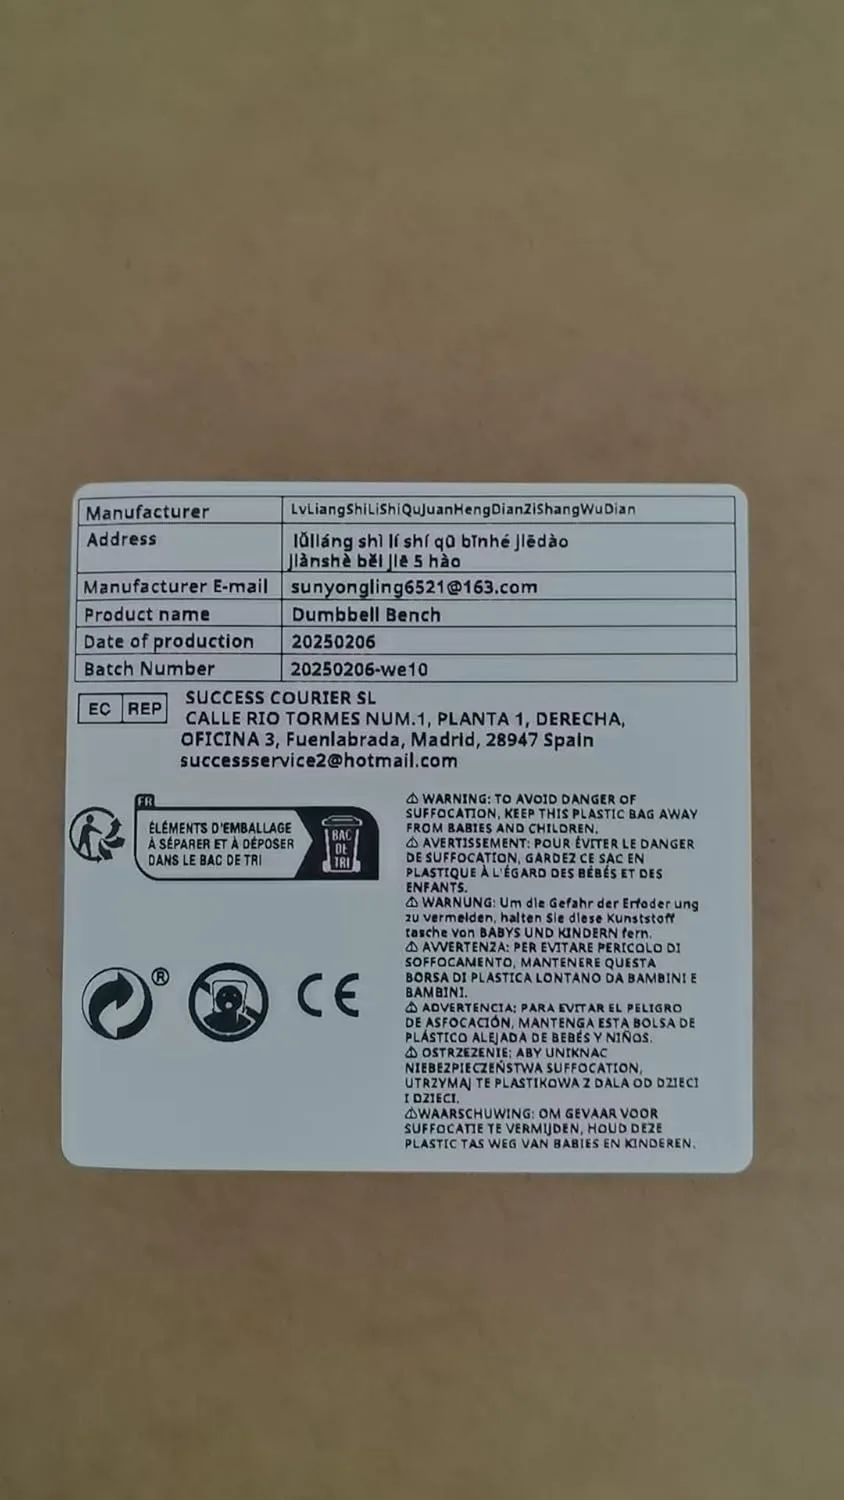 Manufacturer LvLiangShiLiShiQuJuanHengDianZiShangWuDian
Address lǚliáng shì lí shí qū bīnhé jiēdào
jiànshè běi jiē 5 hào
Manufacturer E-mail sunyongling6521@163.com
Product name Dumbbell Bench
Date of production 20250206
Batch Number 20250206-we10
EC REP SUCCESS COURIER SL
CALLE RIO TORMES NUM.1, PLANTA 1, DERECHA,
OFICINA 3, Fuenlabrada, Madrid, 28947 Spain
successservice2@hotmail.com
FR
ÉLÉMENTS D'EMBALLAGE
À SÉPARER ET À DÉPOSER
DANS LE BAC DE TRI
BAC
DE
TRI
®
CE
⚠ WARNING: TO AVOID DANGER OF
SUFFOCATION, KEEP THIS PLASTIC BAG AWAY
FROM BABIES AND CHILDREN.
⚠ AVERTISSEMENT: POUR ÉVITER LE DANGER
DE SUFFOCATION, GARDEZ CE SAC EN
PLASTIQUE À L'ÉGARD DES BÉBÉS ET DES
ENFANTS.
⚠ WARNUNG: Um die Gefahr der Erfoder ung
zu vermeiden, halten Sie diese Kunststoff
tasche von BABYS UND KINDERN fern.
⚠ AVVERTENZA: PER EVITARE PERICOLO DI
SOFFOCAMENTO, MANTENERE QUESTA
BORSA DI PLASTICA LONTANO DA BAMBINI E
BAMBINI.
⚠ ADVERTENCIA: PARA EVITAR EL PELIGRO
DE ASFOCACIÓN, MANTENGA ESTA BOLSA DE
PLÁSTICO ALEJADA DE BEBÉS Y NIÑOS.
⚠ OSTRZEZENIE: ABY UNIKNAC
NIEBEZPIECZEŃSTWA SUFFOCATION,
UTRZYMAJ TE PLASTIKOWA Z DALA OD DZIECI
I DZIECI.
⚠WAARSCHUWING: OM GEVAAR VOOR
SUFFOCATIE TE VERMIJDEN, HOUD DEZE
PLASTIC TAS WEG VAN BABIES EN KINDEREN.